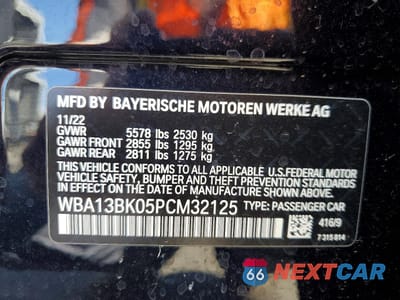 MFD BY BAYERISCHE MOTOREN WERKE AG
11/22
GVWR 5578 lbs 2530 kg
GAWR FRONT 2855 lbs 1295 kg
GAWR REAR 2811 lbs 1275 kg
THIS VEHICLE CONFORMS TO ALL APPLICABLE U.S. FEDERAL MOTOR
VEHICLE SAFETY, BUMPER, AND THEFT PREVENTION STANDARDS
IN EFFECT ON THE DATE OF MANUFACTURE SHOWN ABOVE.
WBA13BK05PCM32125 TYPE: PASSENGER CAR
416/9
7 315 814
66 NEXTCAR